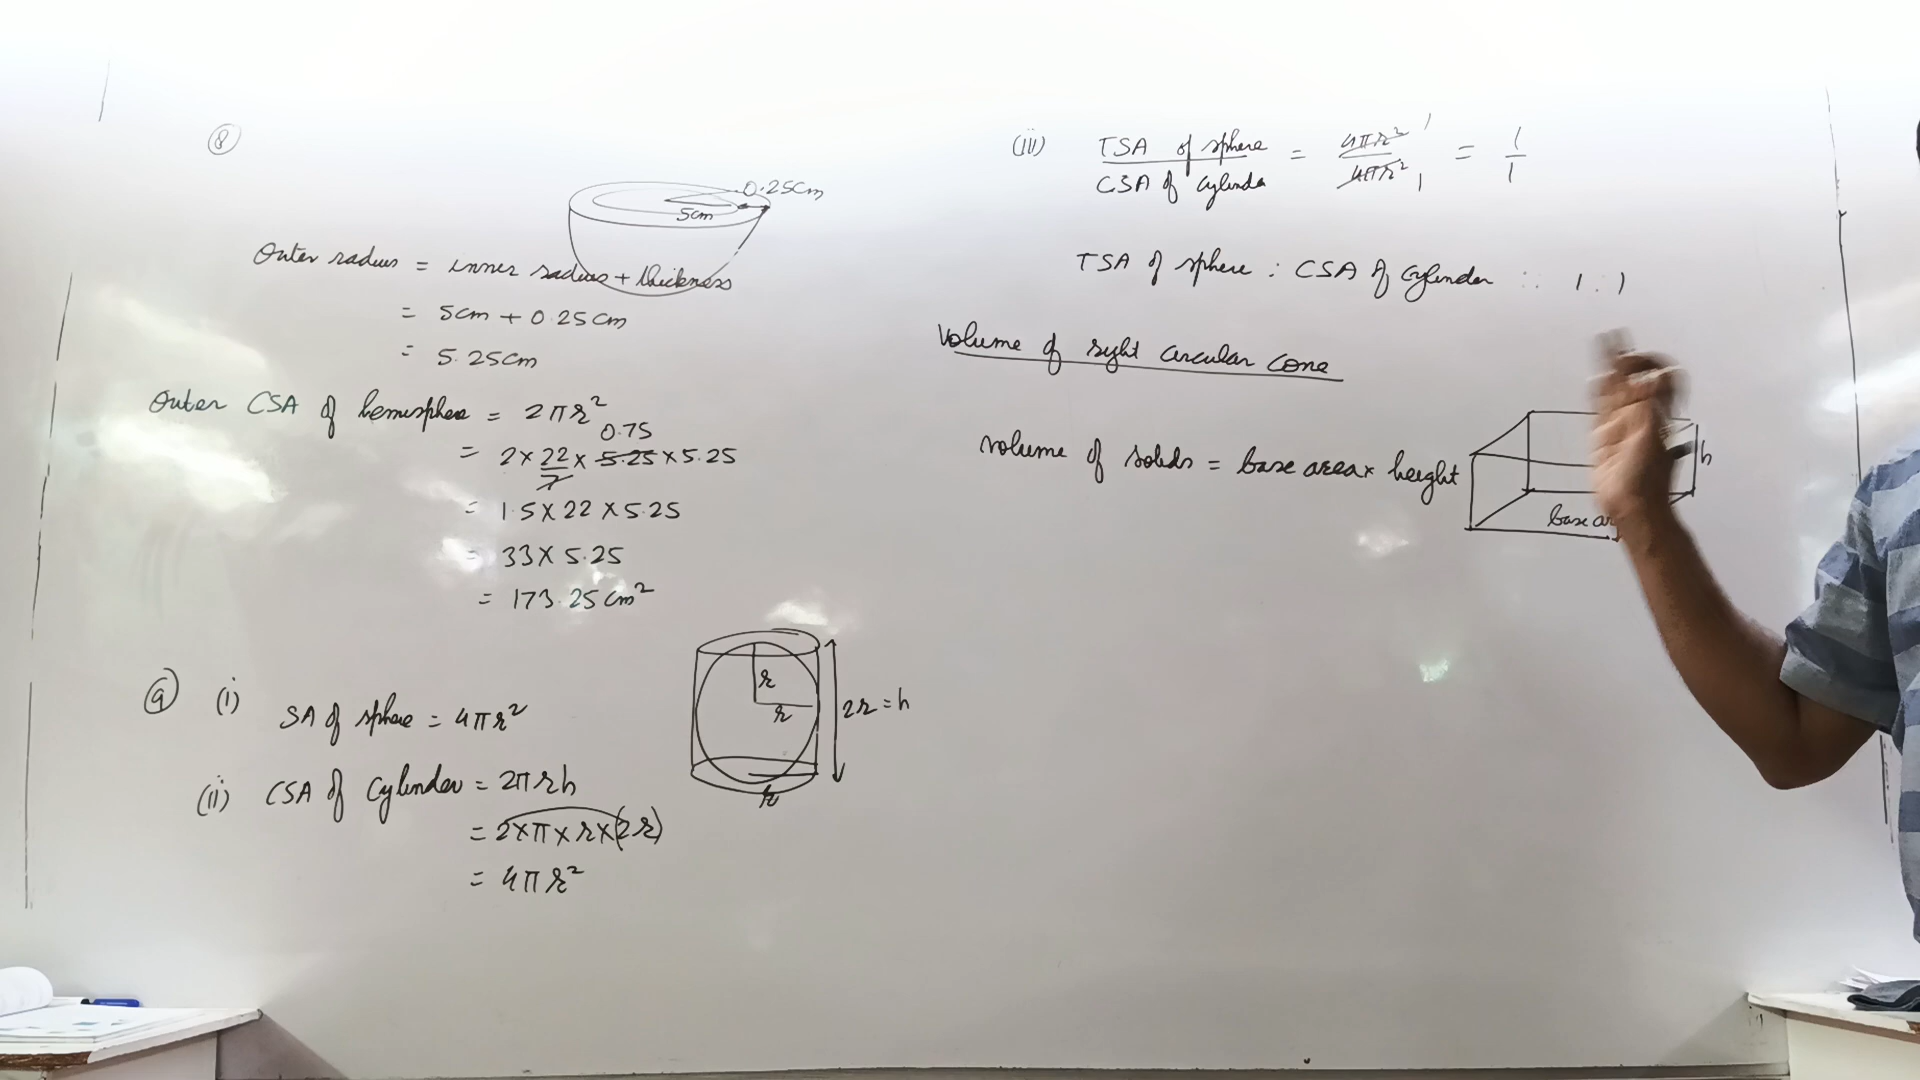 8
0.25cm
5cm
Outer radius = inner radius + thickness
= 5cm + 0.25cm
= 5.25cm
Outer CSA of hemisphere = 2πr²
0.75
= 2 × 22/7 × 5.25 × 5.25
= 1.5 × 22 × 5.25
= 33 × 5.25
= 173.25 cm²
9 (i) SA of sphere = 4πr²
r
r
2r = h
r
(ii) CSA of cylinder = 2πrh
= 2×π×r×(2r)
= 4πr²
(iii) TSA of sphere / CSA of cylinder = 4πr² 1 / 4πr² 1 = 1/1
TSA of sphere : CSA of cylinder :: 1 : 1
Volume of right circular cone
volume of solids = base area × height
h
base